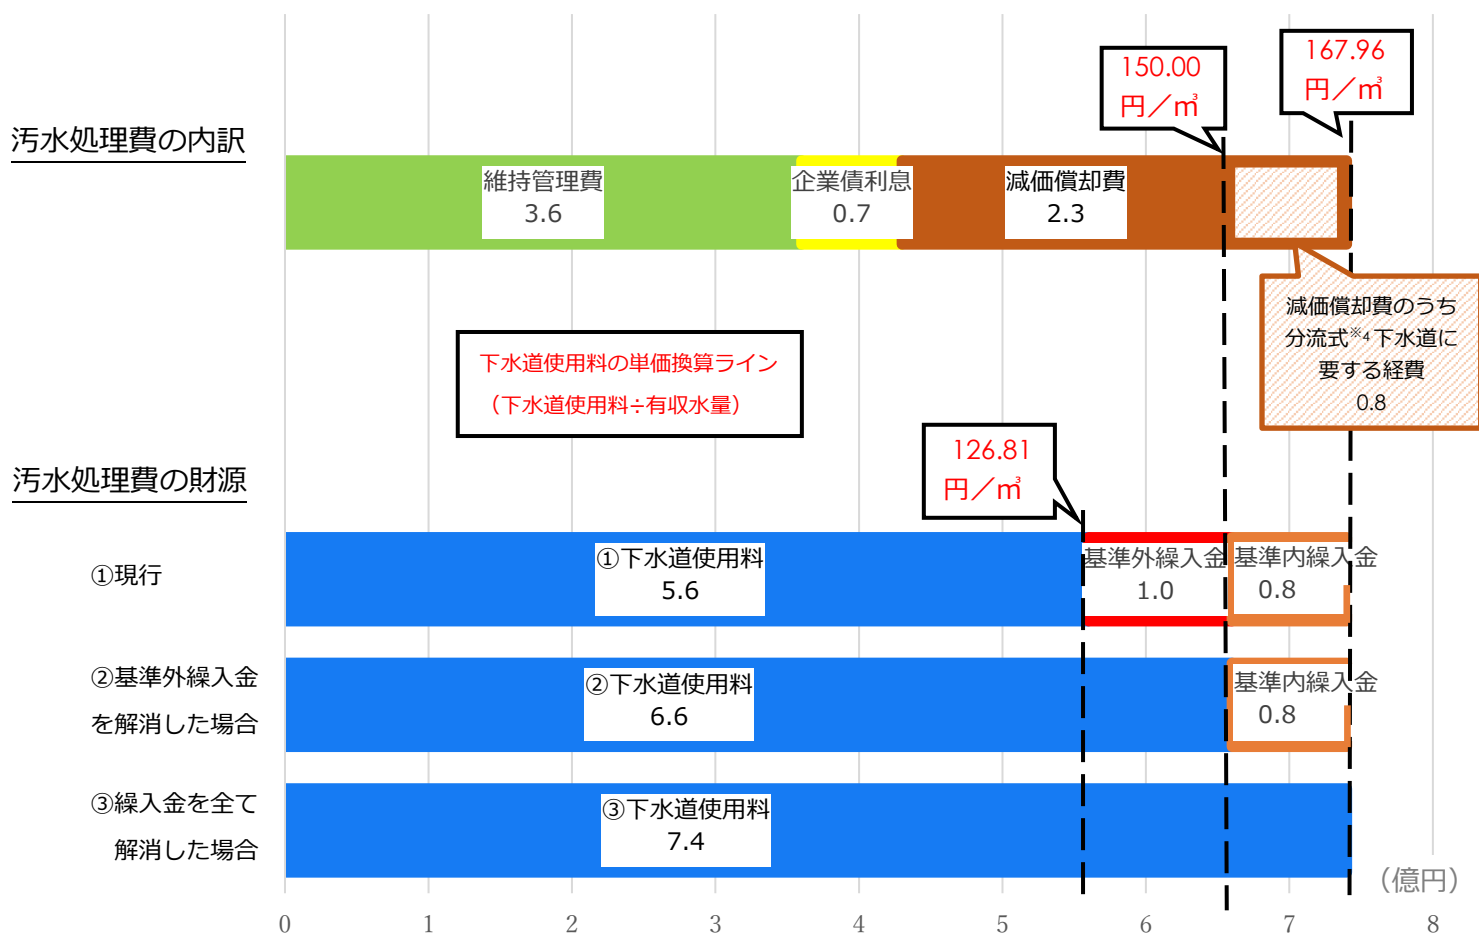 150.00
円／㎥
167.96
円／㎥
汚水処理費の内訳
維持管理費
3.6
企業債利息
0.7
減価償却費
2.3
減価償却費のうち
分流式※4下水道に
要する経費
0.8
下水道使用料の単価換算ライン
（下水道使用料÷有収水量）
126.81
円／㎥
汚水処理費の財源
①現行
①下水道使用料
5.6
基準外繰入金
1.0
基準内繰入金
0.8
②基準外繰入金
を解消した場合
②下水道使用料
6.6
基準内繰入金
0.8
③繰入金を全て
解消した場合
③下水道使用料
7.4
（億円）
0 1 2 3 4 5 6 7 8